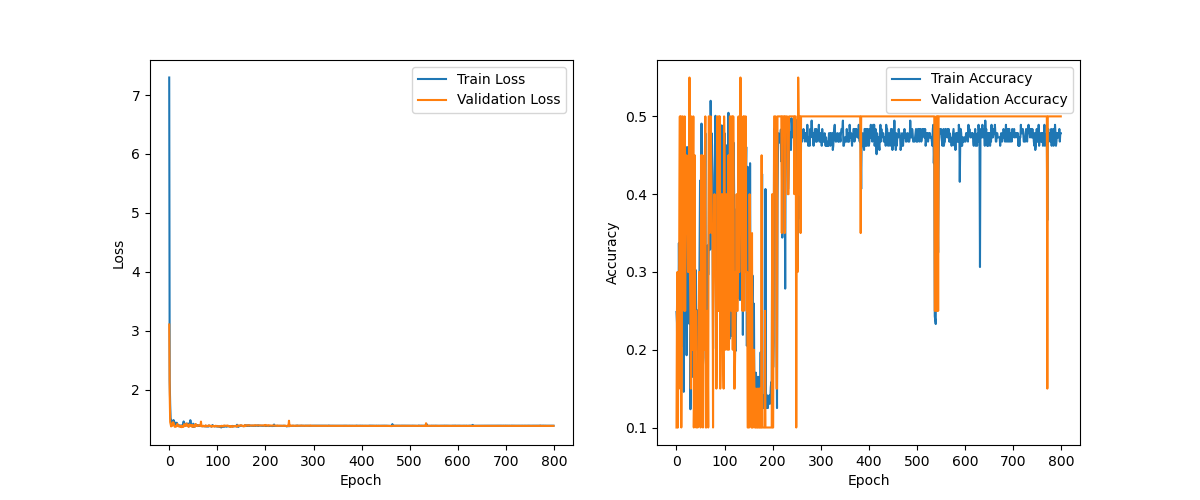 Train Loss
Validation Loss
7
6
5
4
3
2
Loss
0 100 200 300 400 500 600 700 800
Epoch
Train Accuracy
Validation Accuracy
0.5
0.4
0.3
0.2
0.1
Accuracy
0 100 200 300 400 500 600 700 800
Epoch